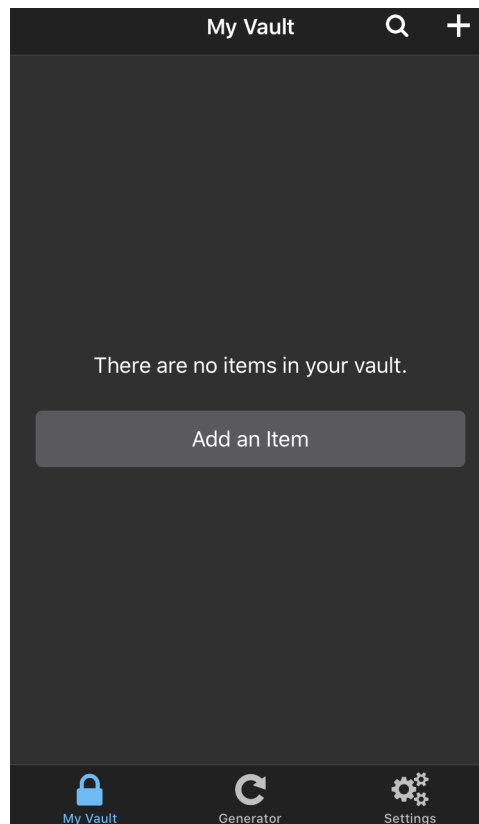 My Vault
There are no items in your vault.
Add an Item
My Vault
Generator
Settings